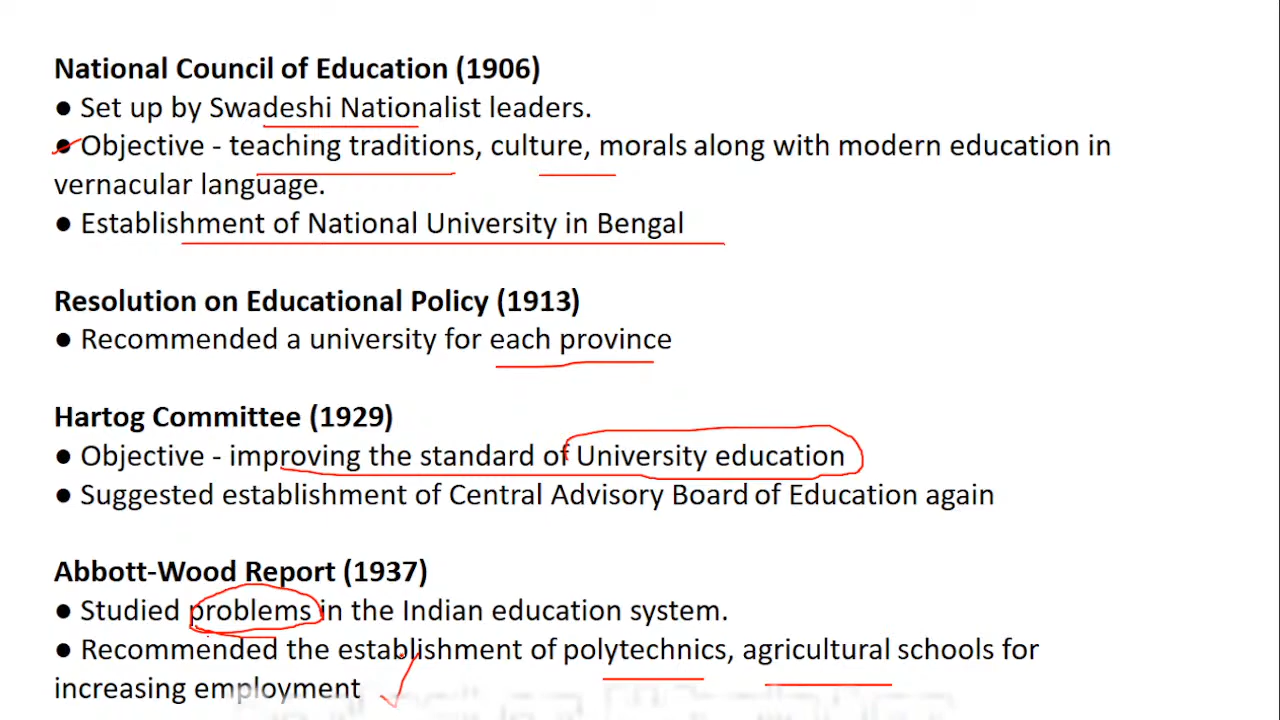 National Council of Education (1906)
● Set up by Swadeshi Nationalist leaders.
● Objective - teaching traditions, culture, morals along with modern education in
vernacular language.
● Establishment of National University in Bengal
Resolution on Educational Policy (1913)
● Recommended a university for each province
Hartog Committee (1929)
● Objective - improving the standard of University education
● Suggested establishment of Central Advisory Board of Education again
Abbott-Wood Report (1937)
● Studied problems in the Indian education system.
● Recommended the establishment of polytechnics, agricultural schools for
increasing employment